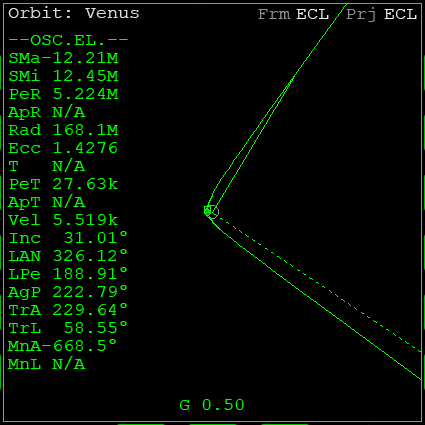 Orbit: Venus Frm ECL Prj ECL
--OSC.EL.--
SMa-12.21M
SMi 12.45M
PeR 5.224M
ApR N/A
Rad 168.1M
Ecc 1.4276
T N/A
PeT 27.63k
ApT N/A
Vel 5.519k
Inc 31.01°
LAN 326.12°
LPe 188.91°
AgP 222.79°
TrA 229.64°
TrL 58.55°
MnA-668.5°
MnL N/A
G 0.50